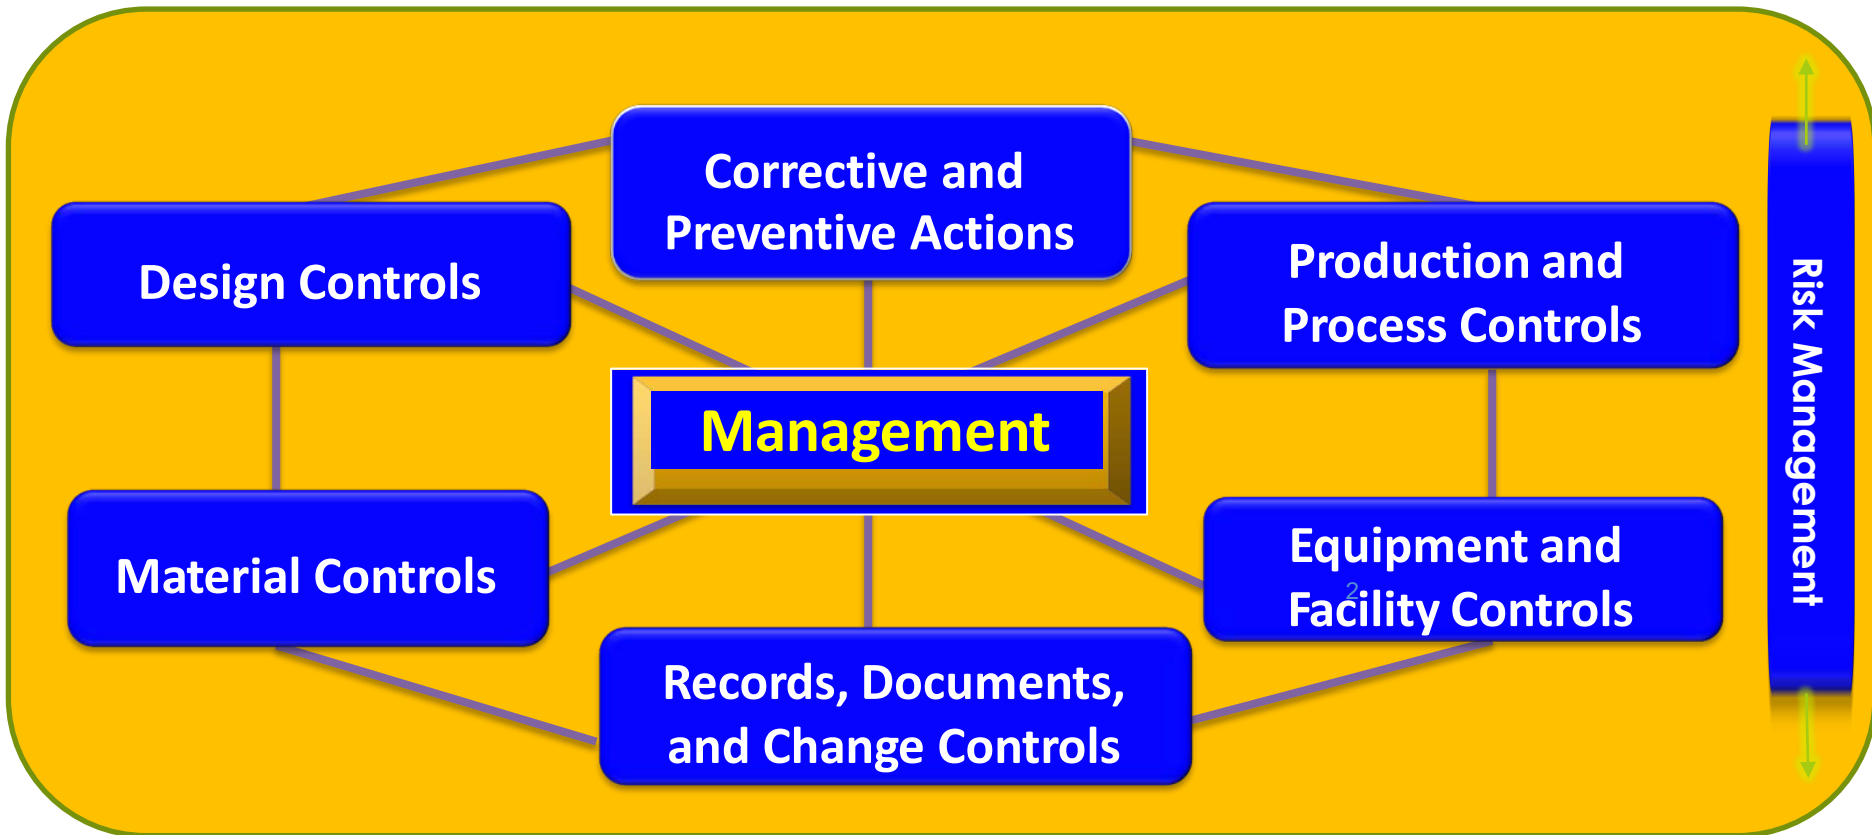 Corrective and
Preventive Actions
Design Controls
Production and
Process Controls
Management
Material Controls
Equipment and
2
Facility Controls
Records, Documents,
and Change Controls
Risk Management